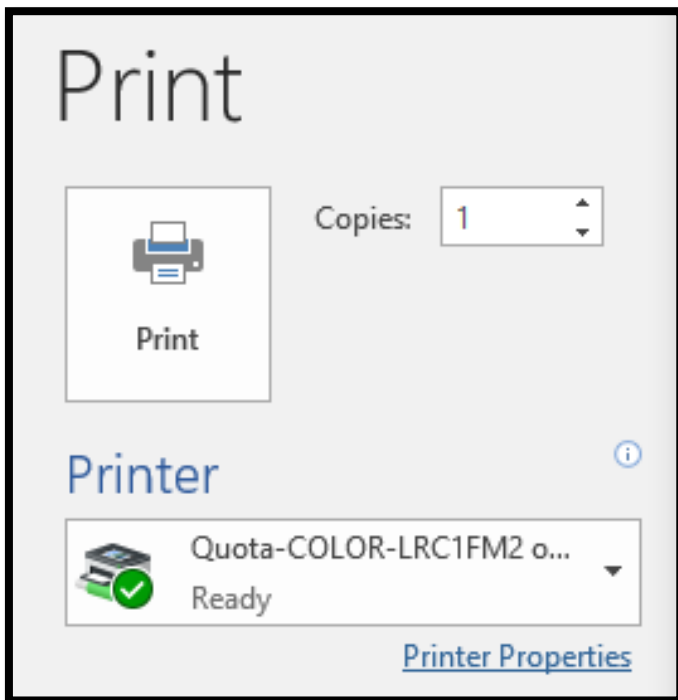 Print
Copies: 1
Print
Printer
Quota-COLOR-LRC1FM2 o...
Ready
Printer Properties